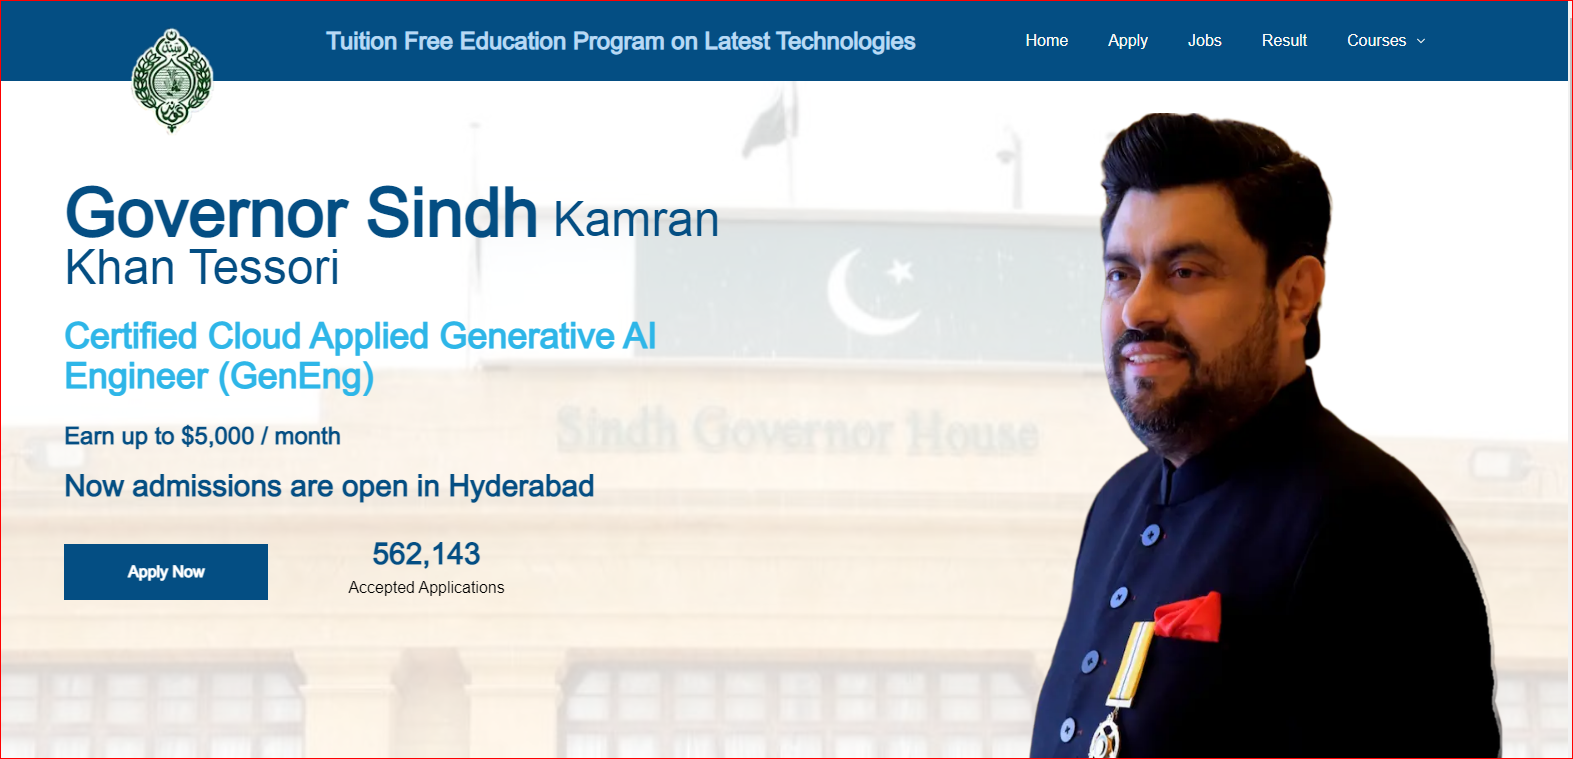 Tuition Free Education Program on Latest Technologies
Home Apply Jobs Result Courses
Governor Sindh Kamran
Khan Tessori
Certified Cloud Applied Generative AI
Engineer (GenEng)
Earn up to $5,000 / month
Sindh Governor House
Now admissions are open in Hyderabad
Apply Now
562,143
Accepted Applications